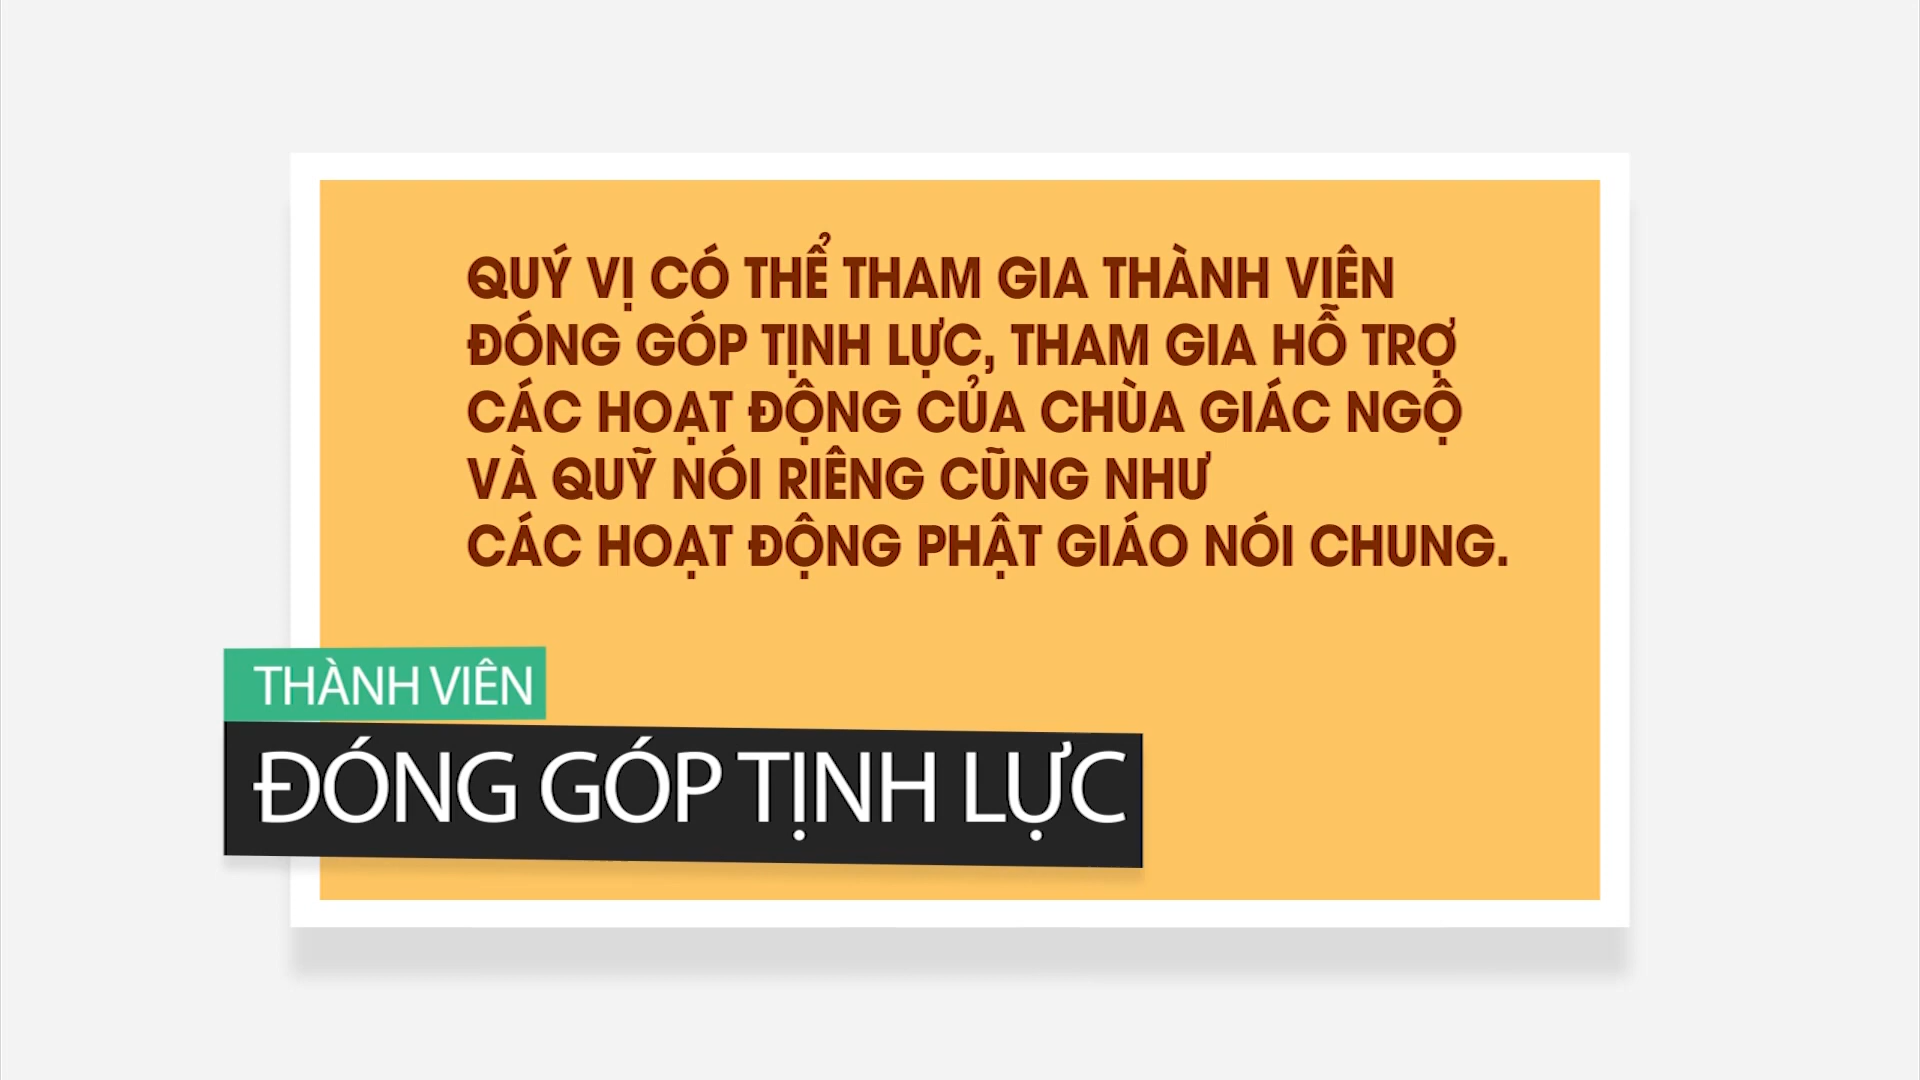 QUÝ VỊ CÓ THỂ THAM GIA THÀNH VIÊN
ĐÓNG GÓP TỊNH LỰC, THAM GIA HỖ TRỢ
CÁC HOẠT ĐỘNG CỦA CHÙA GIÁC NGỘ
VÀ QUỸ NÓI RIÊNG CŨNG NHƯ
CÁC HOẠT ĐỘNG PHẬT GIÁO NÓI CHUNG.
THÀNH VIÊN
ĐÓNG GÓP TỊNH LỰC